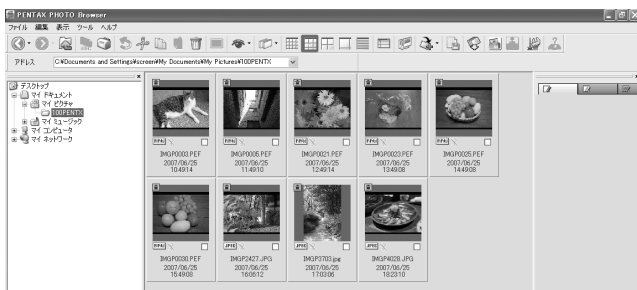 PENTAX PHOTO Browser
ファイル 編集 表示 ツール ヘルプ
アドレス C:¥Documents and Settings¥screen¥My Documents¥My Pictures¥100PENTX
デスクトップ
マイ ドキュメント
マイ ピクチャ
100PENTX
マイ ミュージック
マイ コンピュータ
マイ ネットワーク
IMGP0003.PEF
2007/06/25
10:49:14
IMGP0005.PEF
2007/06/25
11:49:10
IMGP0021.PEF
2007/06/25
12:49:14
IMGP0023.PEF
2007/06/25
13:49:08
IMGP0025.PEF
2007/06/25
14:49:08
IMGP0030.PEF
2007/06/25
15:49:08
JPEG
IMGP2427.JPG
2007/06/25
16:06:12
JPEG
IMGP3703.jpg
2007/06/25
17:03:06
JPEG
IMGP4028.JPG
2007/06/25
18:23:10